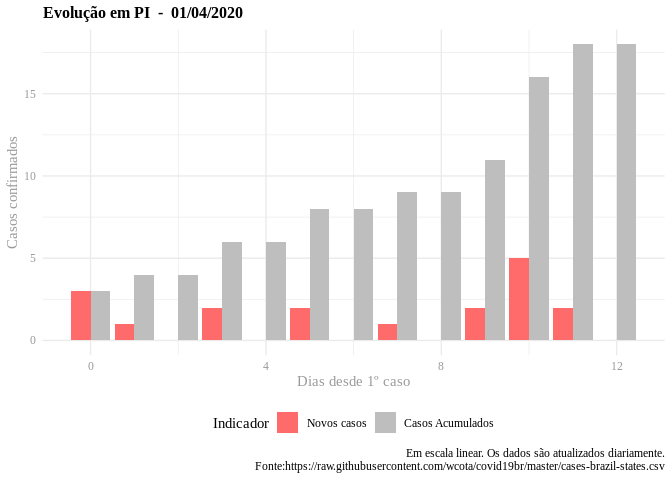 Evolução em PI  -  01/04/2020
Casos confirmados
15
10
5
0
0 4 8 12
Dias desde 1º caso
Indicador Novos casos Casos Acumulados
Em escala linear. Os dados são atualizados diariamente.
Fonte:https://raw.githubusercontent.com/wcota/covid19br/master/cases-brazil-states.csv